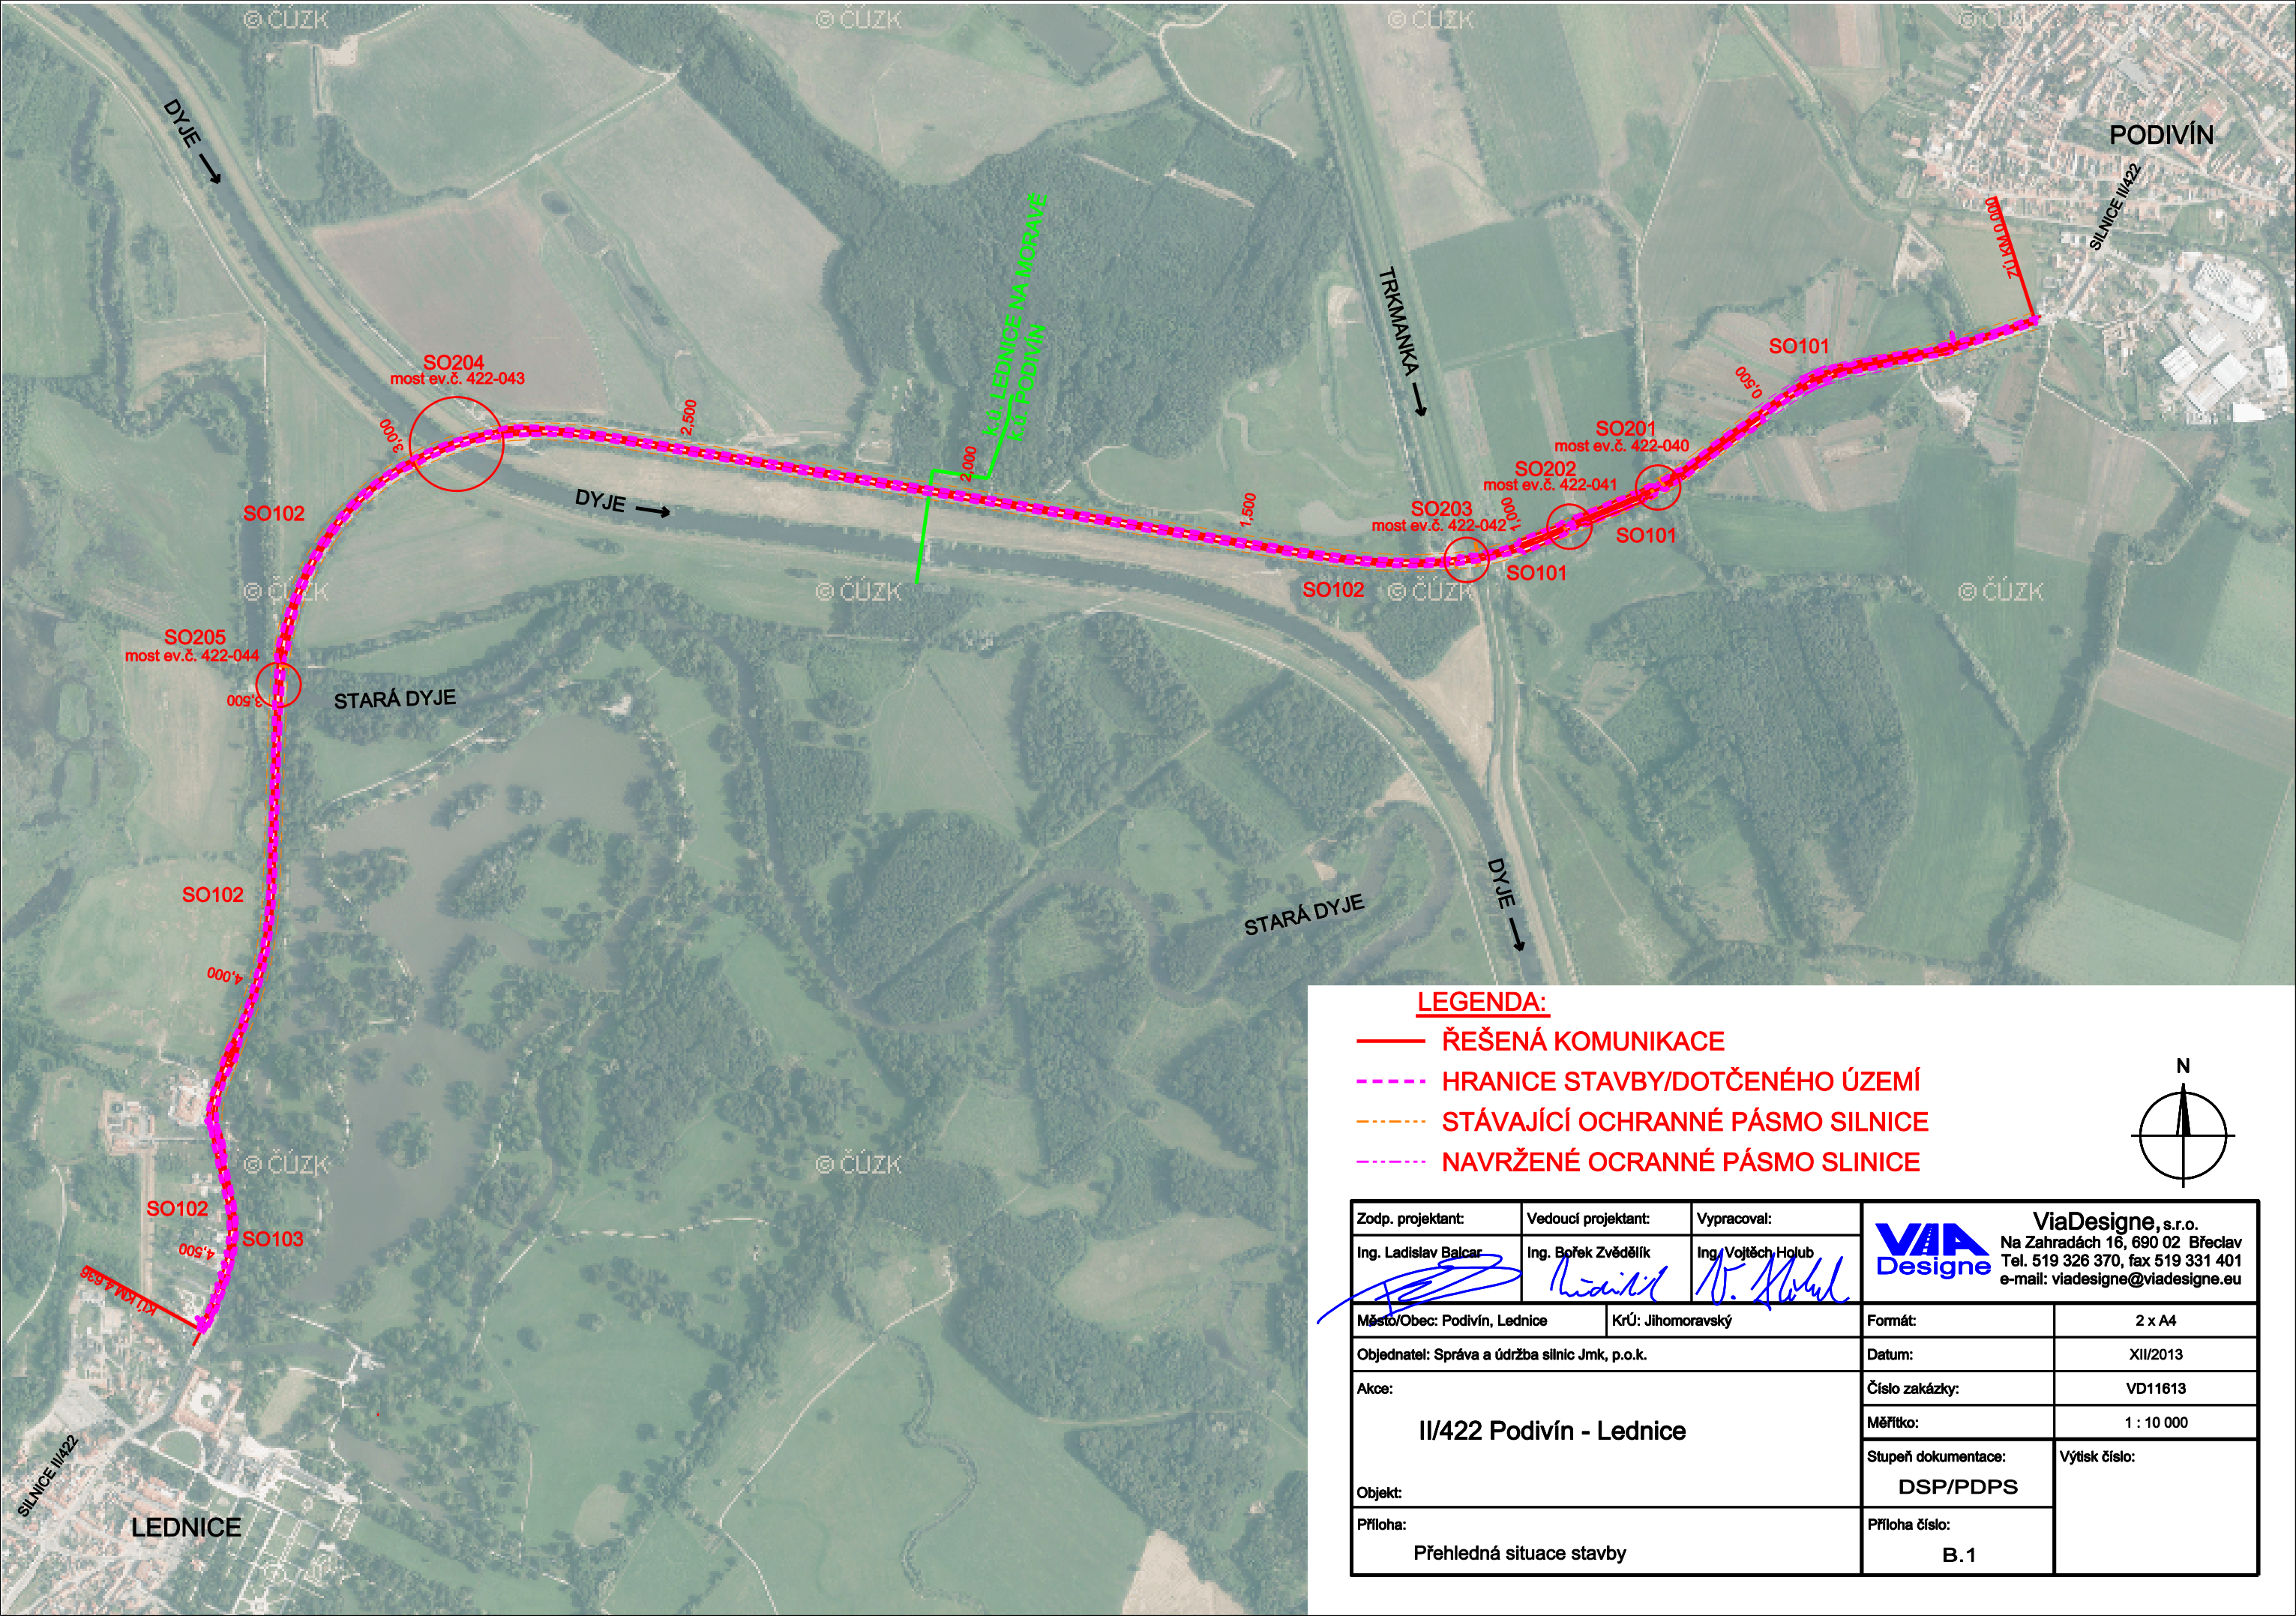 © ČÚZK
© ČÚZK
© ČÚZK
© ČÚZK
DYJE
PODIVÍN
SILNICE II/422
ZÚ KM 0,000
K.Ú. LEDNICE NA MORAVĚ
K.Ú. PODIVÍN
TRKMANKA
SO101
0,500
SO204
most ev.č. 422-043
3,000
2,500
2,000
1,500
SO201
most ev.č. 422-040
SO202
most ev.č. 422-041
SO203
most ev.č. 422-042
1,000
SO101
SO101
SO102
SO102
DYJE
© ČÚZK
© ČÚZK
© ČÚZK
© ČÚZK
SO205
most ev.č. 422-044
3,500
STARÁ DYJE
SO102
STARÁ DYJE
DYJE
4,000
© ČÚZK
© ČÚZK
SO102
SO103
4,500
KÚ KM 4,636
SILNICE II/422
LEDNICE
LEGENDA:
ŘEŠENÁ KOMUNIKACE
HRANICE STAVBY/DOTČENÉHO ÚZEMÍ
STÁVAJÍCÍ OCHRANNÉ PÁSMO SILNICE
NAVRŽENÉ OCRANNÉ PÁSMO SLINICE
N
Zodp. projektant: Vedoucí projektant: Vypracoval:
Ing. Ladislav Balcar Ing. Bořek Zvědělík Ing. Vojtěch Holub
VIA
Designe
ViaDesigne, s.r.o.
Na Zahradách 16, 690 02 Břeclav
Tel. 519 326 370, fax 519 331 401
e-mail: viadesigne@viadesigne.eu
Město/Obec: Podivín, Lednice KrÚ: Jihomoravský
Formát: 2 x A4
Objednatel: Správa a údržba silnic Jmk, p.o.k.
Datum: XII/2013
Akce:
II/422 Podivín - Lednice
Číslo zakázky: VD11613
Měřítko: 1 : 10 000
Stupeň dokumentace:
DSP/PDPS
Výtisk číslo:
Objekt:
Příloha:
Přehledná situace stavby
Příloha číslo:
B.1